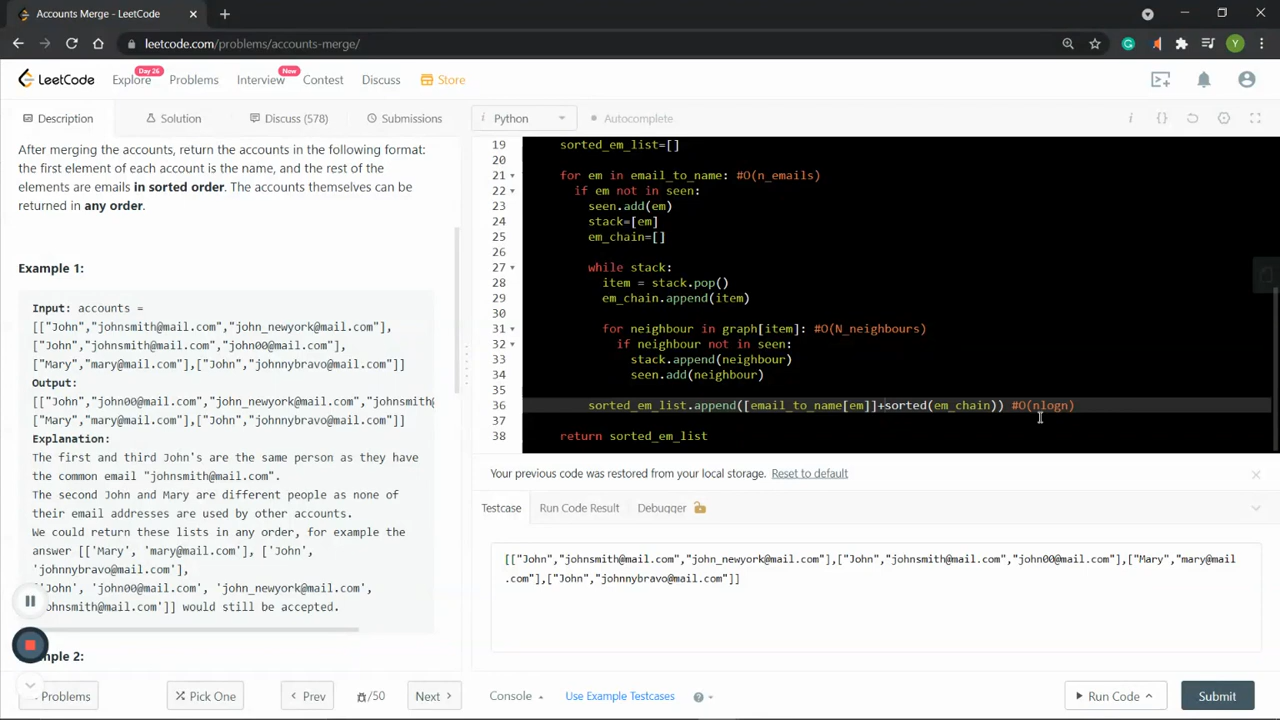 Accounts Merge - LeetCode
leetcode.com/problems/accounts-merge/
Y
LeetCode
Explore
Day 26
Problems
Interview
New
Contest
Discuss
Store
Description
Solution
Discuss (578)
Submissions
i Python
Autocomplete
After merging the accounts, return the accounts in the following format:
the first element of each account is the name, and the rest of the
elements are emails in sorted order. The accounts themselves can be
returned in any order.
Example 1:
Input: accounts =
[["John","johnsmith@mail.com","john_newyork@mail.com"],
["John","johnsmith@mail.com","john00@mail.com"],
["Mary","mary@mail.com"],["John","johnnybravo@mail.com"]]
Output:
[["John","john00@mail.com","john_newyork@mail.com","johnsmith@
["Mary","mary@mail.com"],["John","johnnybravo@mail.com"]]
Explanation:
The first and third John's are the same person as they have
the common email "johnsmith@mail.com".
The second John and Mary are different people as none of
their email addresses are used by other accounts.
We could return these lists in any order, for example the
answer [['Mary', 'mary@mail.com'], ['John',
'johnnybravo@mail.com'],
'John', 'john00@mail.com', 'john_newyork@mail.com',
ohnsmith@mail.com']] would still be accepted.
mple 2:
19 sorted_em_list=[]
20
21 for em in email_to_name: #O(n_emails)
22 if em not in seen:
23 seen.add(em)
24 stack=[em]
25 em_chain=[]
26
27 while stack:
28 item = stack.pop()
29 em_chain.append(item)
30
31 for neighbour in graph[item]: #O(N_neighbours)
32 if neighbour not in seen:
33 stack.append(neighbour)
34 seen.add(neighbour)
35
36 sorted_em_list.append([email_to_name[em]]+sorted(em_chain)) #O(nlogn)
37
38 return sorted_em_list
Your previous code was restored from your local storage. Reset to default
Testcase
Run Code Result
Debugger
[["John","johnsmith@mail.com","john_newyork@mail.com"],["John","johnsmith@mail.com","john00@mail.com"],["Mary","mary@mail
.com"],["John","johnnybravo@mail.com"]]
Problems
Pick One
Prev
/50
Next
Console
Use Example Testcases
Run Code
Submit